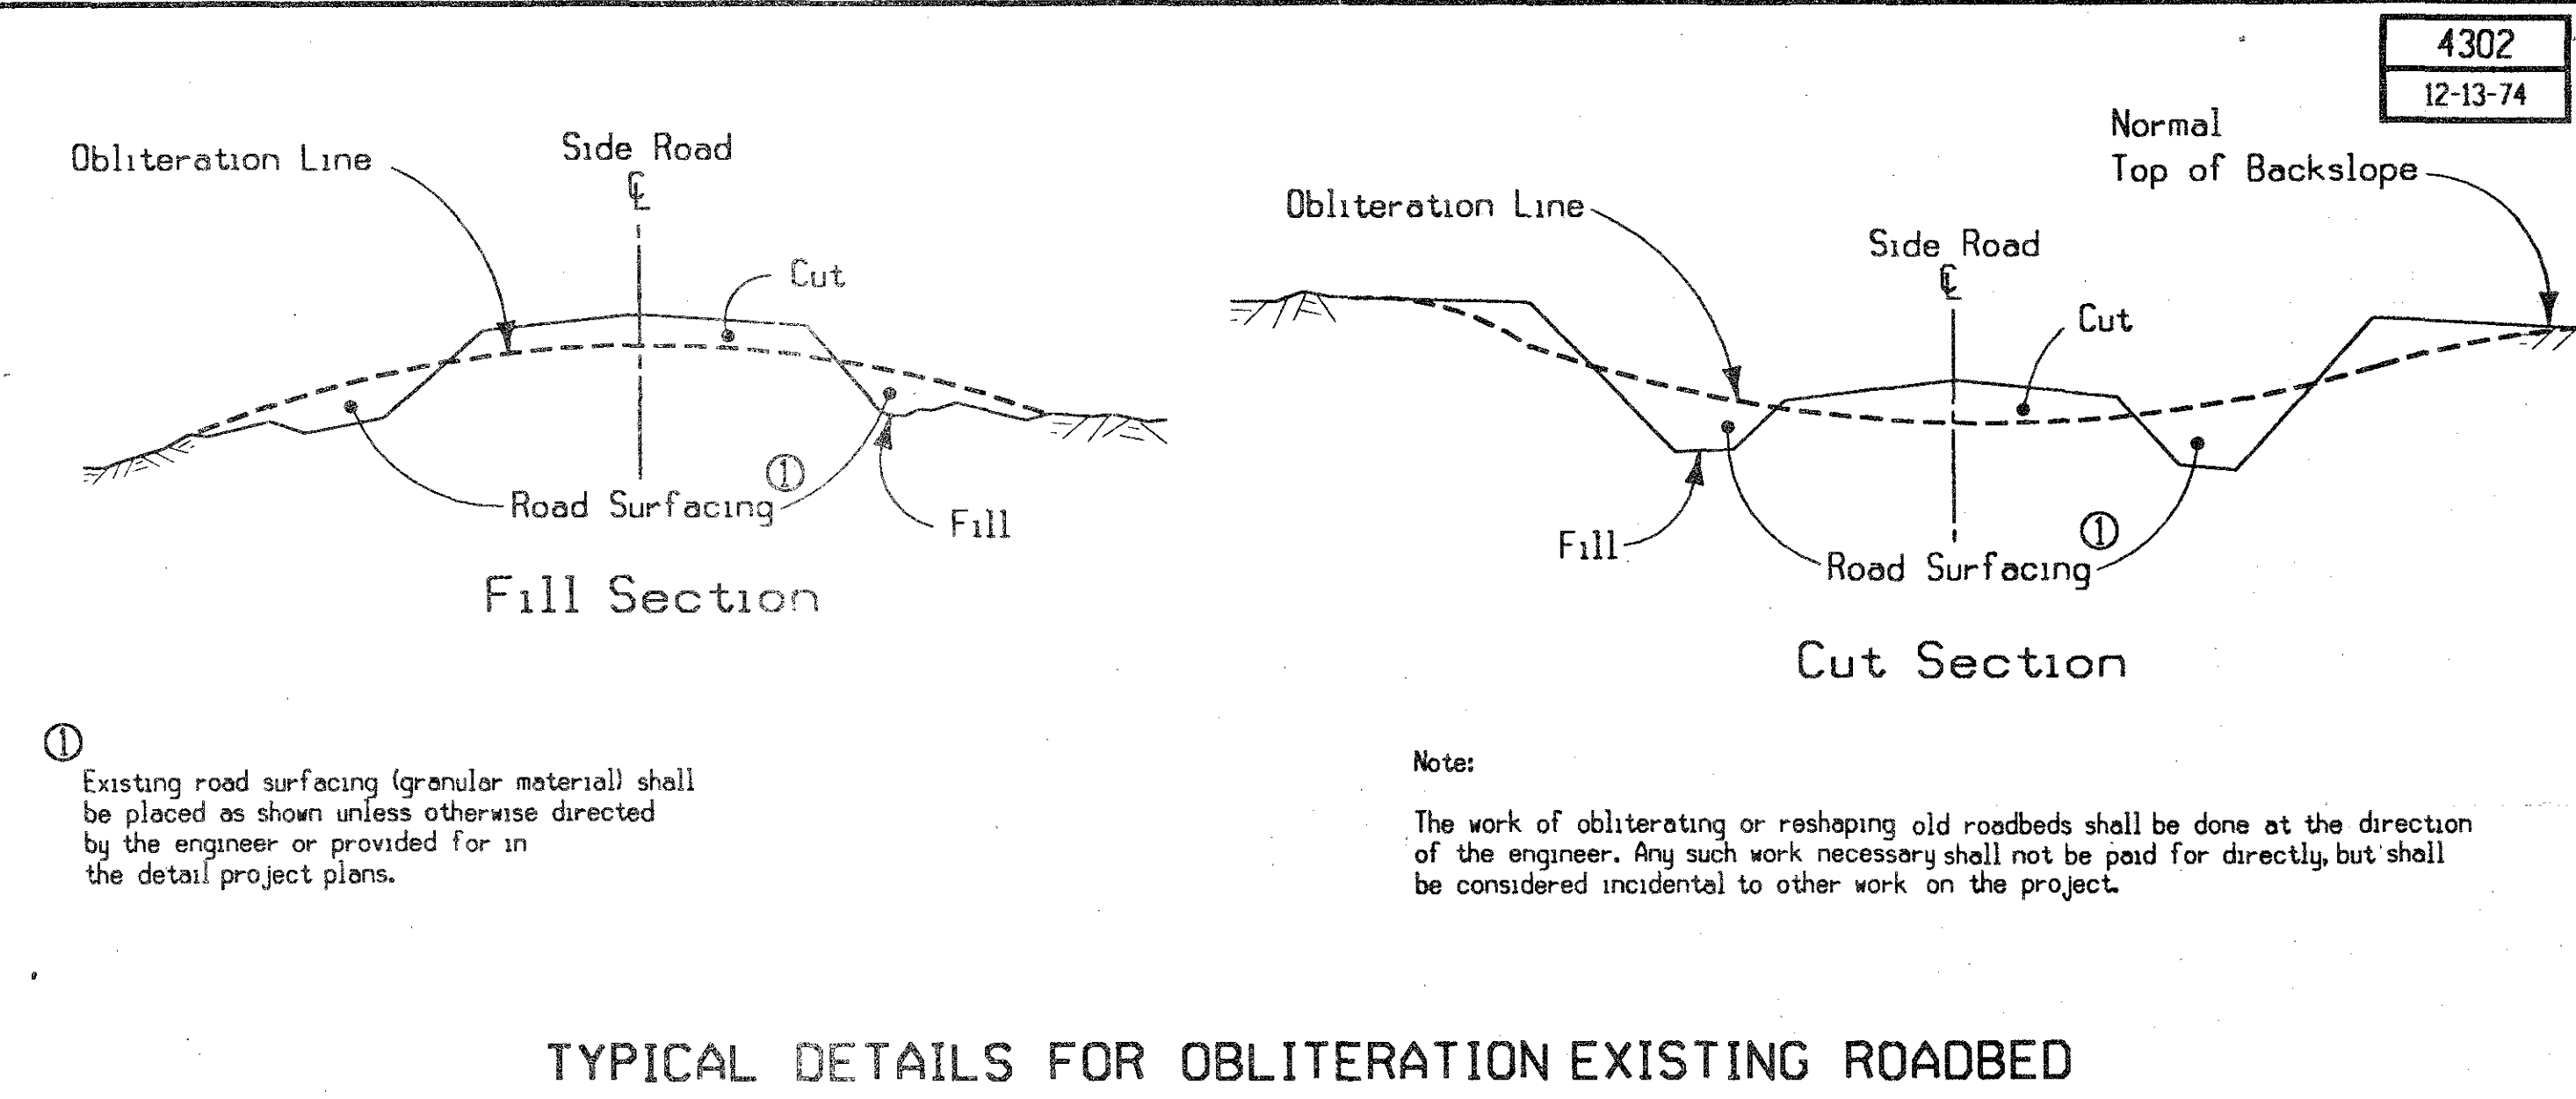 4302
12-13-74
Obliteration Line
Side Road
℄
Cut
Road Surfacing
①
Fill
Fill Section
Normal
Top of Backslope
Obliteration Line
Side Road
℄
Cut
Fill
①
Road Surfacing
Cut Section
①
Existing road surfacing (granular material) shall
be placed as shown unless otherwise directed
by the engineer or provided for in
the detail project plans.
Note:
The work of obliterating or reshaping old roadbeds shall be done at the direction
of the engineer. Any such work necessary shall not be paid for directly, but shall
be considered incidental to other work on the project.
TYPICAL DETAILS FOR OBLITERATION EXISTING ROADBED